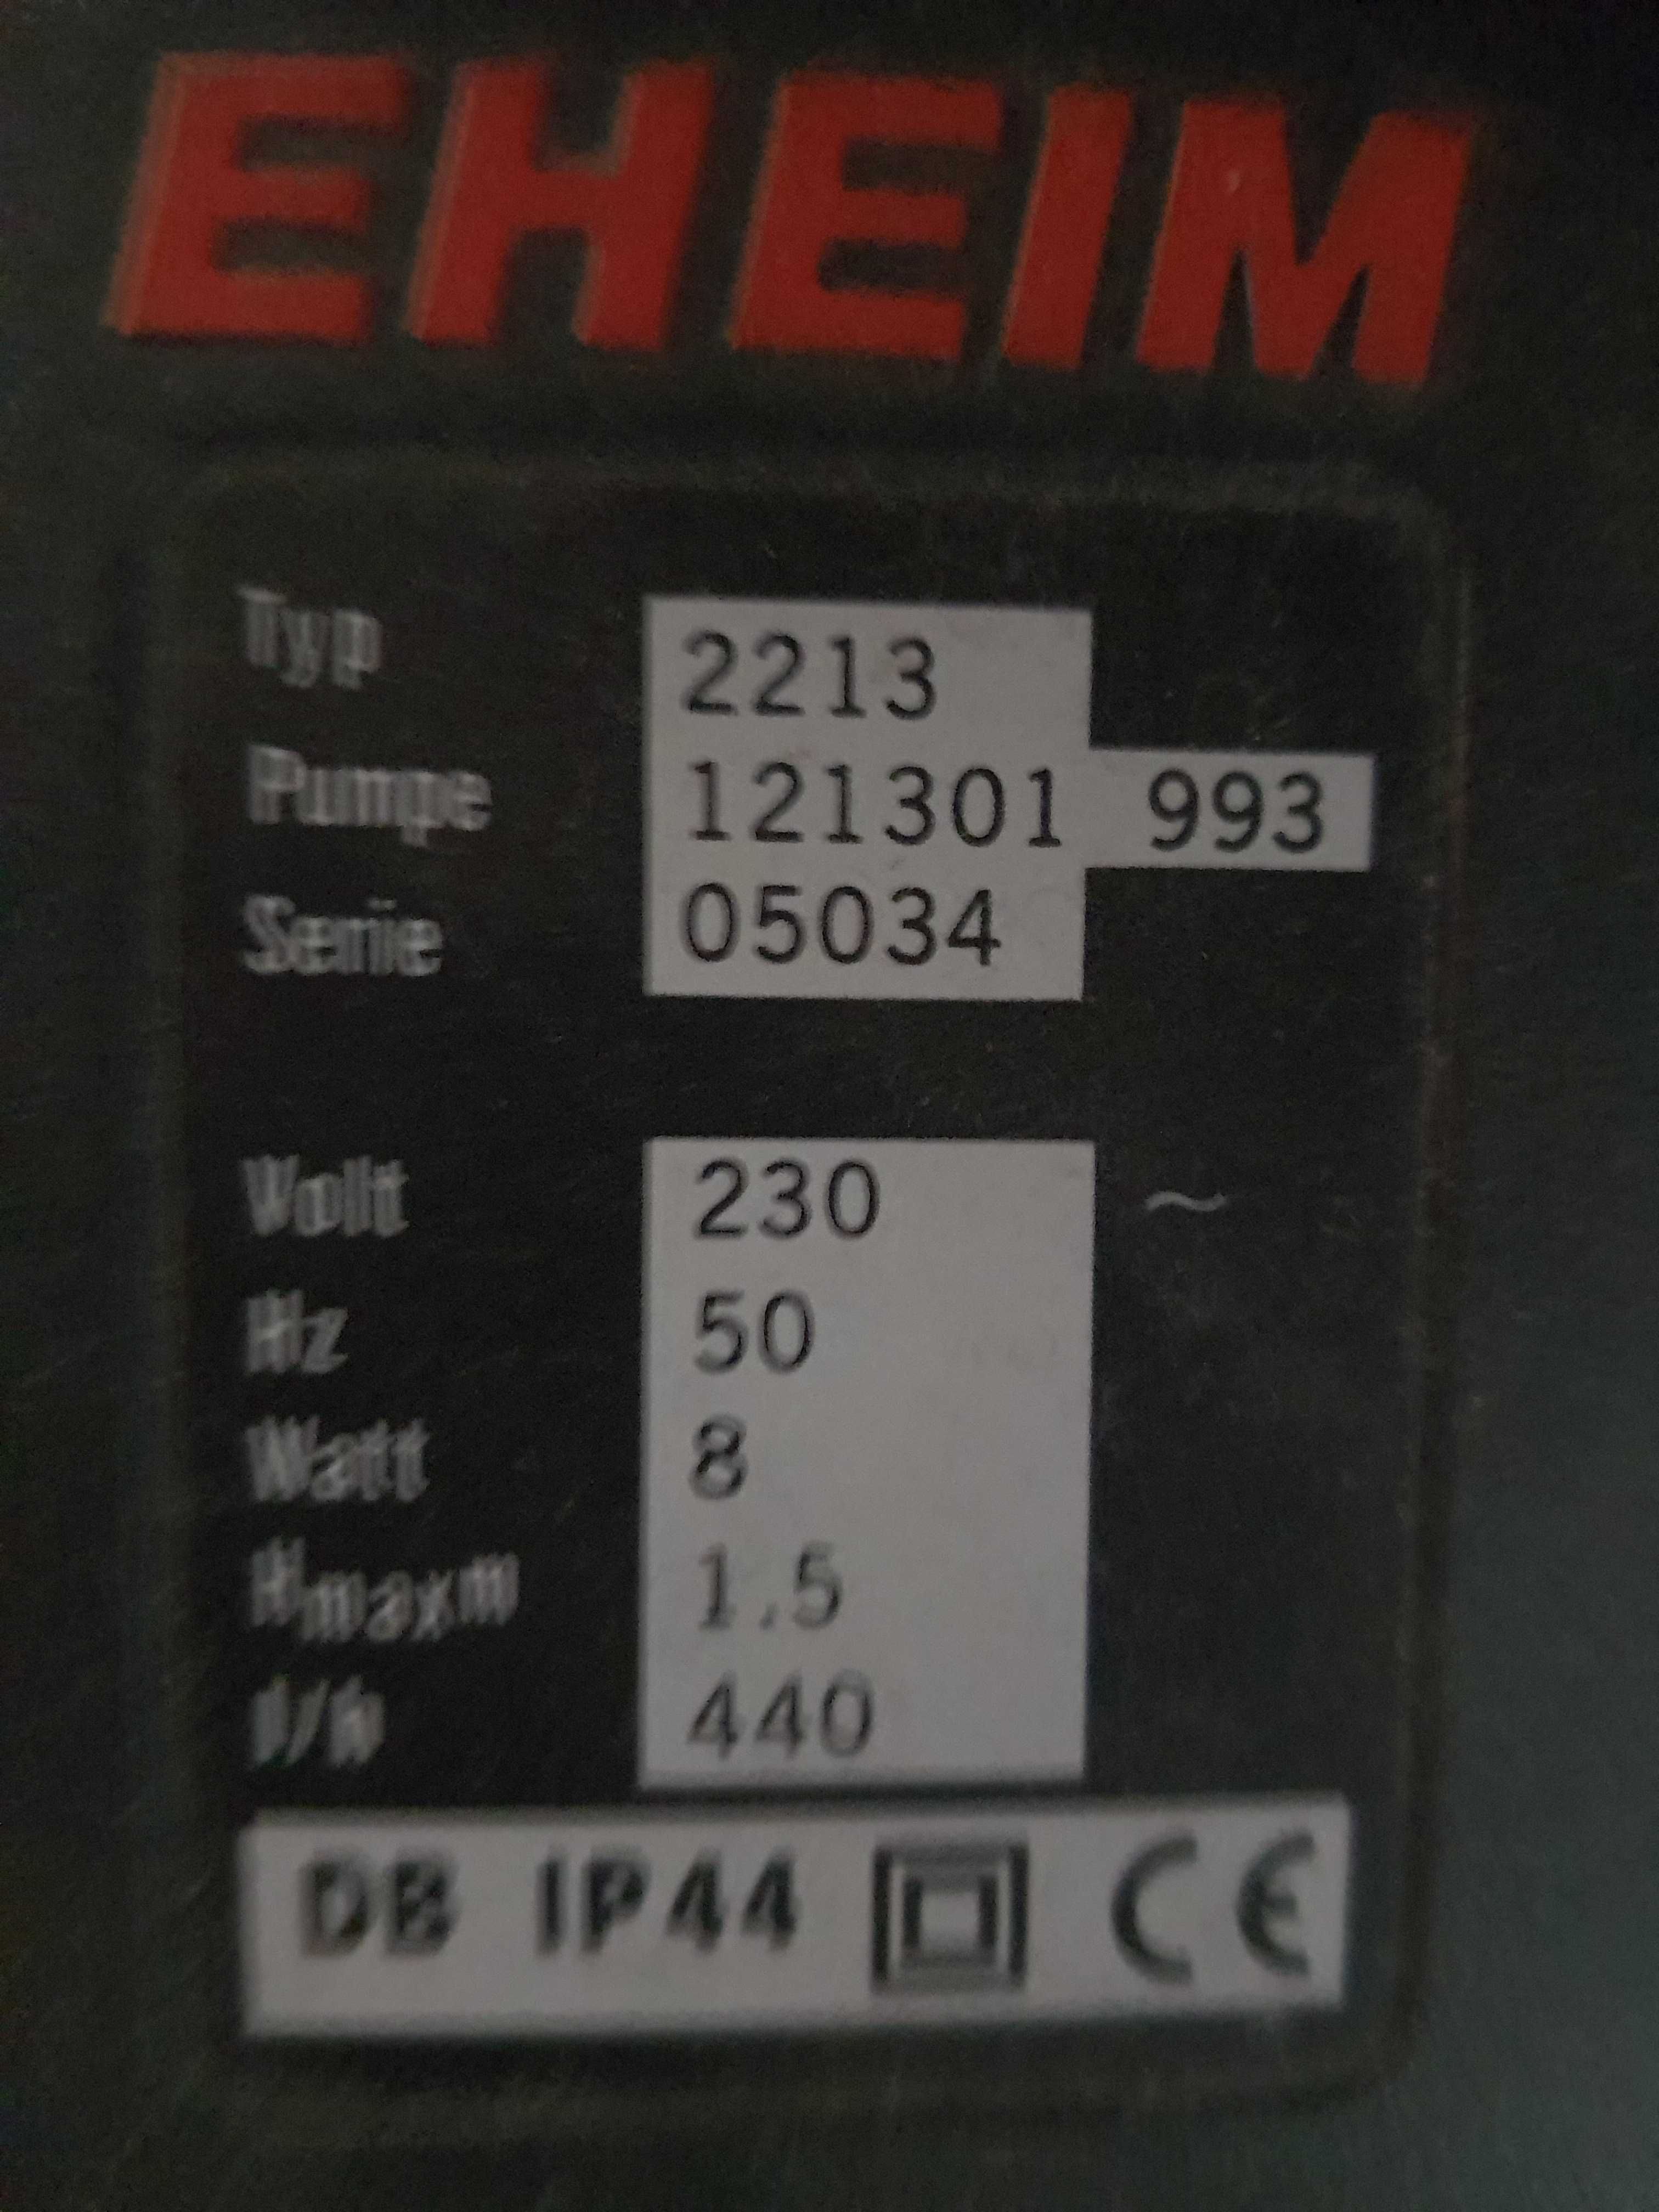 EHEIM
Typ 2213
Pumpe 121301 993
Serie 05034
Volt 230 ~
Hz 50
Watt 8
Hmaxm 1.5
l/h 440
DB IP44 CE